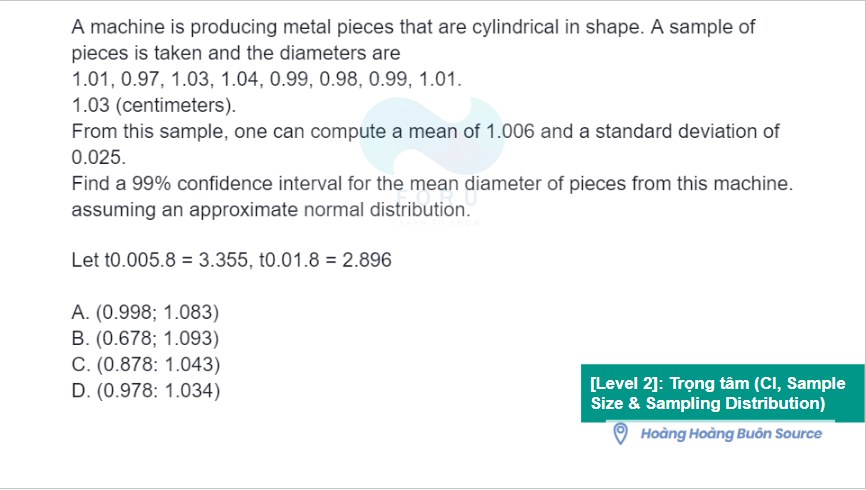 A machine is producing metal pieces that are cylindrical in shape. A sample of
pieces is taken and the diameters are
1.01, 0.97, 1.03, 1.04, 0.99, 0.98, 0.99, 1.01.
1.03 (centimeters).
From this sample, one can compute a mean of 1.006 and a standard deviation of
0.025.
Find a 99% confidence interval for the mean diameter of pieces from this machine.
assuming an approximate normal distribution.
FORU
Let t0.005.8 = 3.355, t0.01.8 = 2.896
A. (0.998; 1.083)
B. (0.678; 1.093)
C. (0.878: 1.043)
D. (0.978: 1.034)
[Level 2]: Trọng tâm (CI, Sample
Size & Sampling Distribution)
Hoàng Hoàng Buôn Source